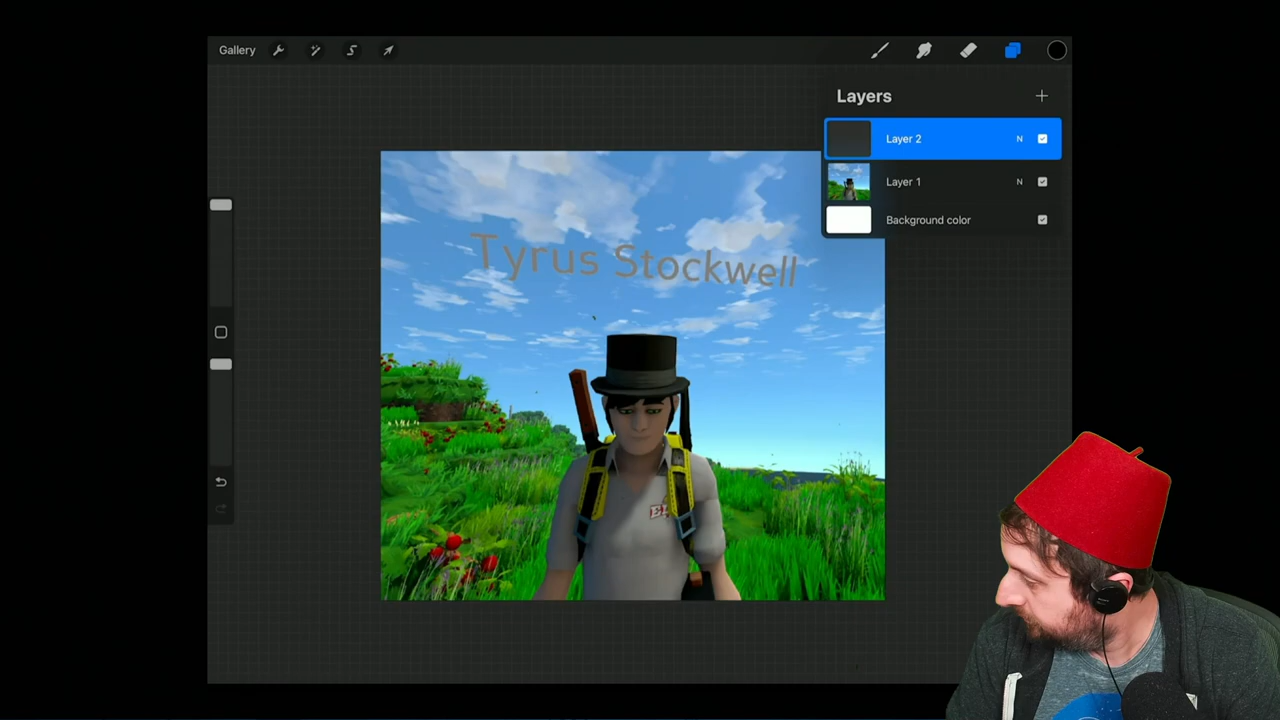 Gallery
Layers
Layer 2 N
Layer 1 N
Background color
Tyrus Stockwell